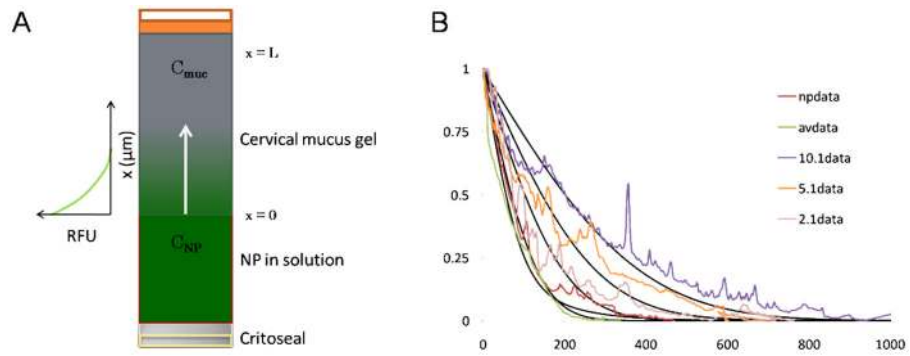 A
x = L
C_muc
x (μm)
Cervical mucus gel
x = 0
RFU
C_NP
NP in solution
Critoseal
B
1
0.75
0.5
0.25
0
0
200
400
600
800
1000
npdata
avdata
10.1data
5.1data
2.1data